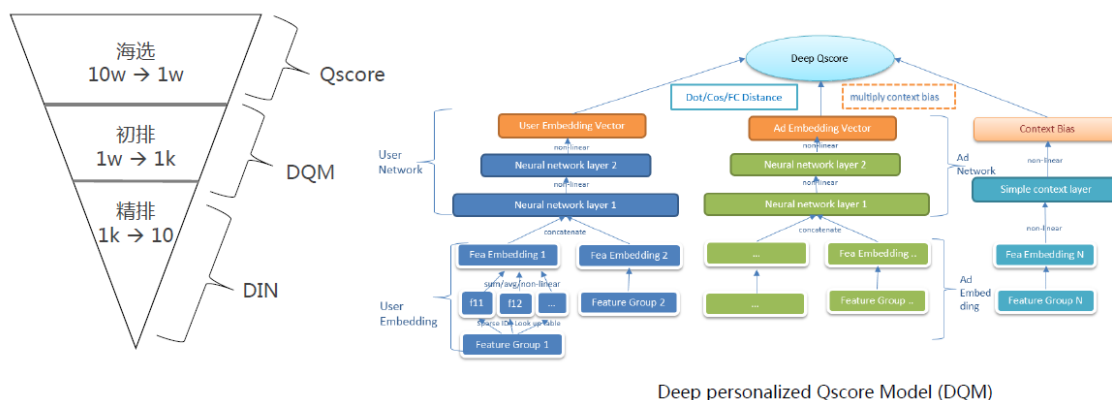 海选
10w → 1w
Qscore
初排
1w → 1k
DQM
精排
1k → 10
DIN
Deep Qscore
Dot/Cos/FC Distance
multiply context bias
User Embedding Vector
Ad Embedding Vector
Context Bias
User
Network
non-linear
non-linear
non-linear
Neural network layer 2
Neural network layer 2
Ad
Network
non-linear
non-linear
Simple context layer
Neural network layer 1
Neural network layer 1
concatenate
concatenate
non-linear
Fea Embedding 1
Fea Embedding 2
...
Fea Embedding ..
Fea Embedding N
sum/avg/non-linear
User
Embedding
f11
f12
...
Feature Group 2
...
Feature Group ..
Feature Group N
Ad
Embed
ding
Sparse ID Look up table
Feature Group 1
Deep personalized Qscore Model (DQM)